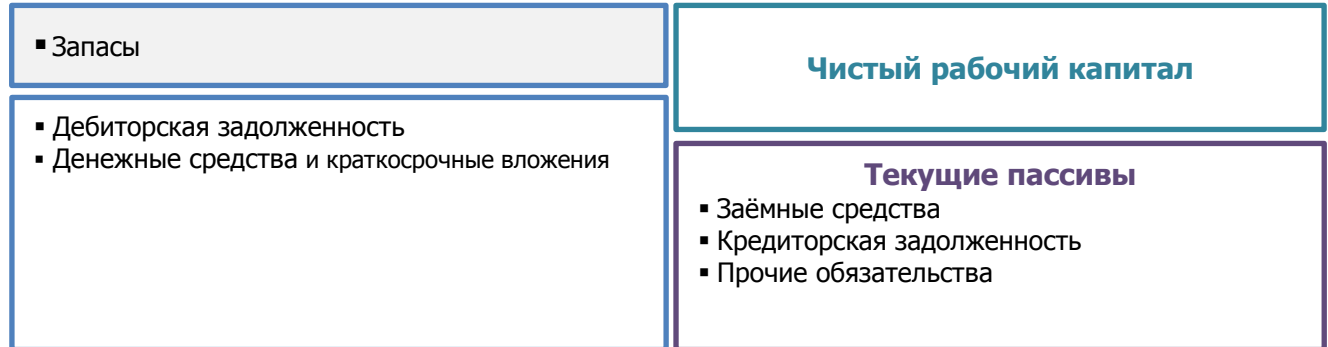 ▪ Запасы
▪ Дебиторская задолженность
▪ Денежные средства и краткосрочные вложения
Чистый рабочий капитал
Текущие пассивы
▪ Заёмные средства
▪ Кредиторская задолженность
▪ Прочие обязательства